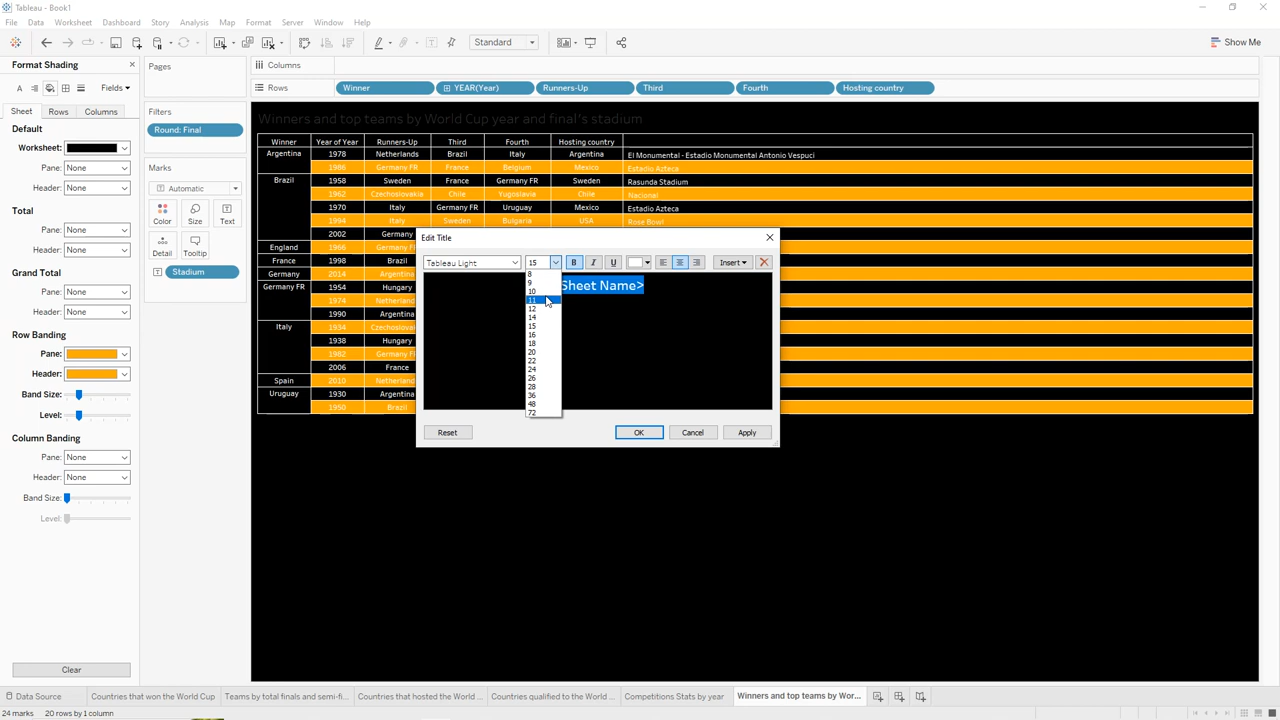 Tableau - Book1
File Data Worksheet Dashboard Story Analysis Map Format Server Window Help
Standard
Show Me
Format Shading
Fields
Sheet Rows Columns
Default
Worksheet:
Pane: None
Header: None
Total
Pane: None
Header: None
Grand Total
Pane: None
Header: None
Row Banding
Pane:
Header:
Band Size:
Level:
Column Banding
Pane: None
Header: None
Band Size:
Level:
Clear
Pages
Filters
Round: Final
Marks
Automatic
Color Size Text
Detail Tooltip
Stadium
Columns
Rows Winner YEAR(Year) Runners-Up Third Fourth Hosting country
Winners and top teams by World Cup year and final's stadium
Winner Year of Year Runners-Up Third Fourth Hosting country
Argentina 1978 Netherlands Brazil Italy Argentina El Monumental - Estadio Monumental Antonio Vespuci
1986 Germany FR France Belgium Mexico Estadio Azteca
Brazil 1958 Sweden France Germany FR Sweden Rasunda Stadium
1962 Czechoslovakia Chile Yugoslavia Chile Nacional
1970 Italy Germany FR Uruguay Mexico Estadio Azteca
1994 Italy Sweden Bulgaria USA Rose Bowl
2002 Germany
England 1966 Germany F
France 1998 Brazil
Germany 2014 Argentina
Germany FR 1954 Hungary
1974 Netherland
1990 Argentina
Italy 1934 Czechoslo
1938 Hungary
1982 Germany F
2006 France
Spain 2010 Netherland
Uruguay 1930 Argentina
1950 Brazil
Edit Title
Tableau Light 15 B I U Insert
Sheet Name>
8
9
10
11
12
14
15
16
18
20
22
24
26
28
36
48
72
Reset OK Cancel Apply
Data Source Countries that won the World Cup Teams by total finals and semi-fi... Countries that hosted the World ... Countries qualified to the World ... Competitions Stats by year Winners and top teams by Wor...
24 marks 20 rows by 1 column